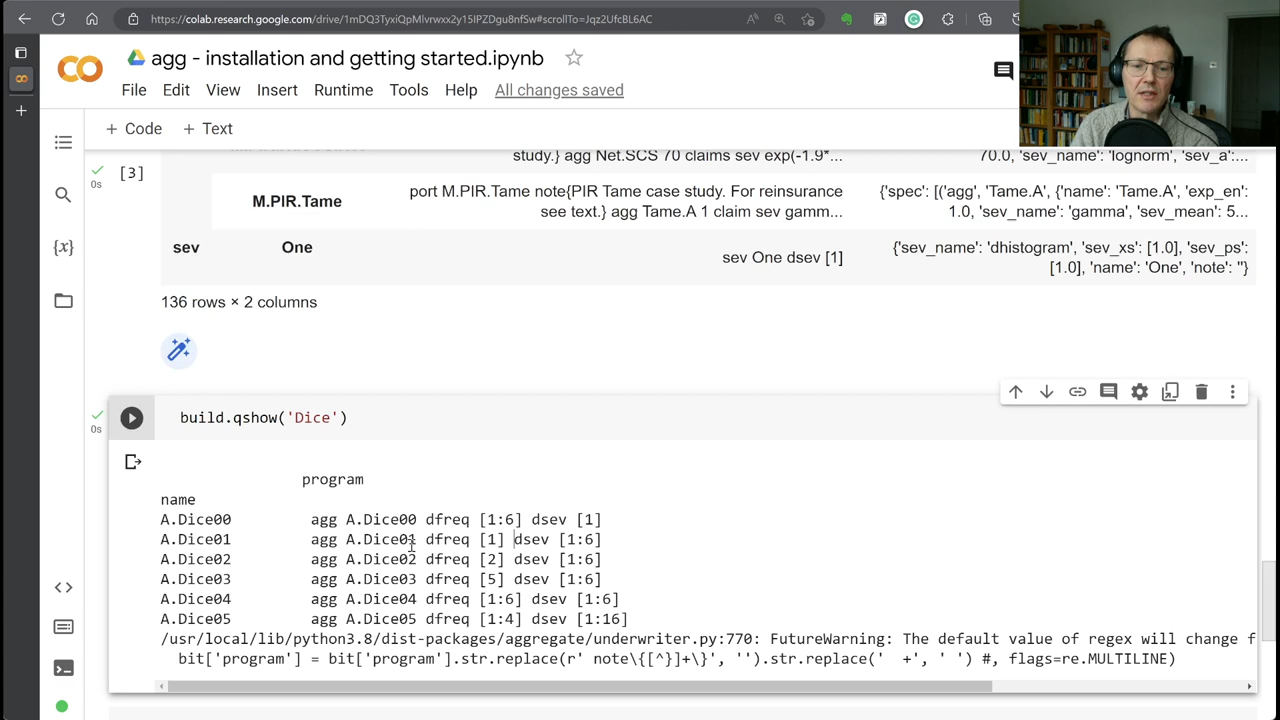 https://colab.research.google.com/drive/1mDQ3TyxiQpMlvrwxx2y15IPZDgu8nfSw#scrollTo=Jqz2UfcBL6AC
agg - installation and getting started.ipynb
File Edit View Insert Runtime Tools Help All changes saved
+ Code + Text
study.} agg Net.SCS 70 claims sev exp(-1.9*... 70.0, 'sev_name': 'lognorm', 'sev_a':...
[3]
0s
M.PIR.Tame
port M.PIR.Tame note{PIR Tame case study. For reinsurance
see text.} agg Tame.A 1 claim sev gamm...
{'spec': [('agg', 'Tame.A', {'name': 'Tame.A', 'exp_en':
1.0, 'sev_name': 'gamma', 'sev_mean': 5...
sev One
sev One dsev [1]
{'sev_name': 'dhistogram', 'sev_xs': [1.0], 'sev_ps':
[1.0], 'name': 'One', 'note': ''}
136 rows × 2 columns
build.qshow('Dice')
0s
program
name
A.Dice00 agg A.Dice00 dfreq [1:6] dsev [1]
A.Dice01 agg A.Dice01 dfreq [1] dsev [1:6]
A.Dice02 agg A.Dice02 dfreq [2] dsev [1:6]
A.Dice03 agg A.Dice03 dfreq [5] dsev [1:6]
A.Dice04 agg A.Dice04 dfreq [1:6] dsev [1:6]
A.Dice05 agg A.Dice05 dfreq [1:4] dsev [1:16]
/usr/local/lib/python3.8/dist-packages/aggregate/underwriter.py:770: FutureWarning: The default value of regex will change f
bit['program'] = bit['program'].str.replace(r' note\{[^}]+\}', '').str.replace('  +', ' ') #, flags=re.MULTILINE)